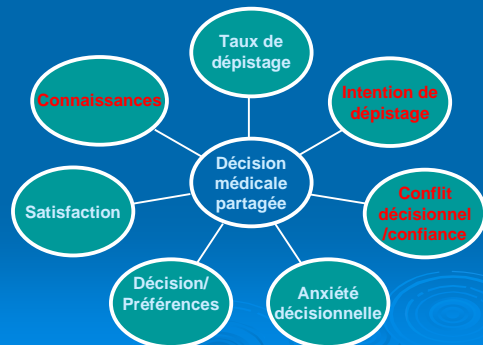 Taux de
dépistage
Connaissances
Intention de
dépistage
Décision
médicale
partagée
Satisfaction
Conflit
décisionnel
/confiance
Décision/
Préférences
Anxiété
décisionnelle